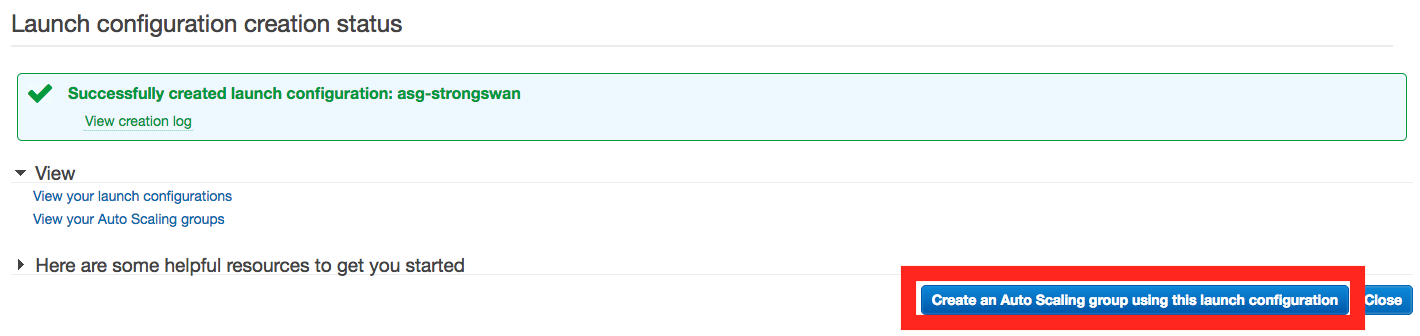 Launch configuration creation status
Successfully created launch configuration: asg-strongswan
View creation log
View
View your launch configurations
View your Auto Scaling groups
Here are some helpful resources to get you started
Create an Auto Scaling group using this launch configuration
Close